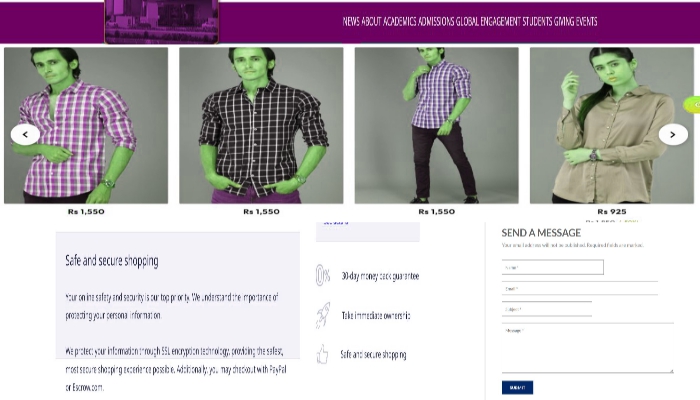 NEWS ABOUT ACADEMICS ADMISSIONS GLOBAL ENGAGEMENT STUDENTS GIVING EVENTS
Rs 1,550
Rs 1,550
Rs 1,550
Rs 925
Safe and secure shopping
Your online safety and security is our top priority. We understand the importance of
protecting your personal information.
We protect your information through SSL encryption technology, providing the safest,
most secure shopping experience possible. Additionally, you may checkout with PayPal
or Escrow.com.
0%
30-day money back guarantee
Take immediate ownership
Safe and secure shopping
SEND A MESSAGE
Your email address will not be published. Required fields are marked.
Name *
Email *
Subject *
Message *
SUBMIT